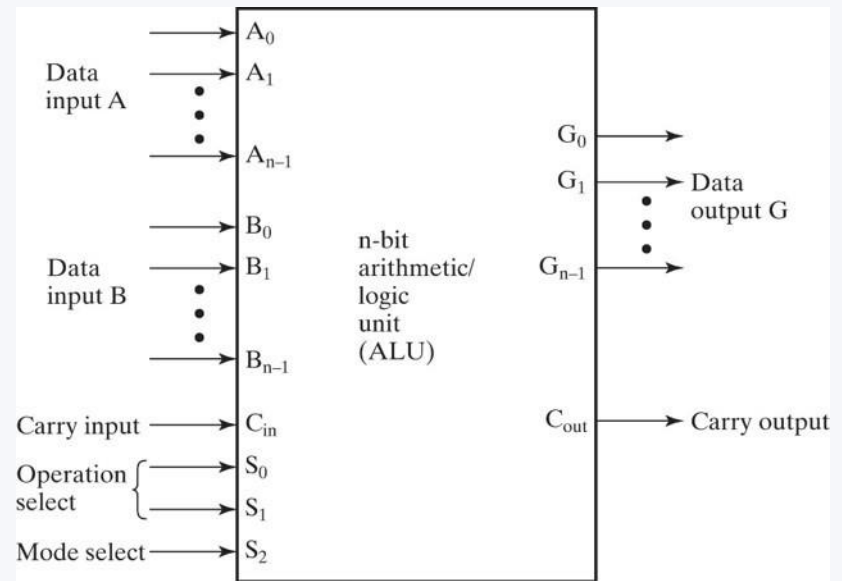 Data
input A
A₀
A₁
Aₙ₋₁
Data
input B
B₀
B₁
Bₙ₋₁
Carry input
Cᵢₙ
Operation
select
S₀
S₁
Mode select
S₂
n-bit
arithmetic/
logic
unit
(ALU)
G₀
G₁
Gₙ₋₁
Data
output G
Cₒᵤₜ
Carry output